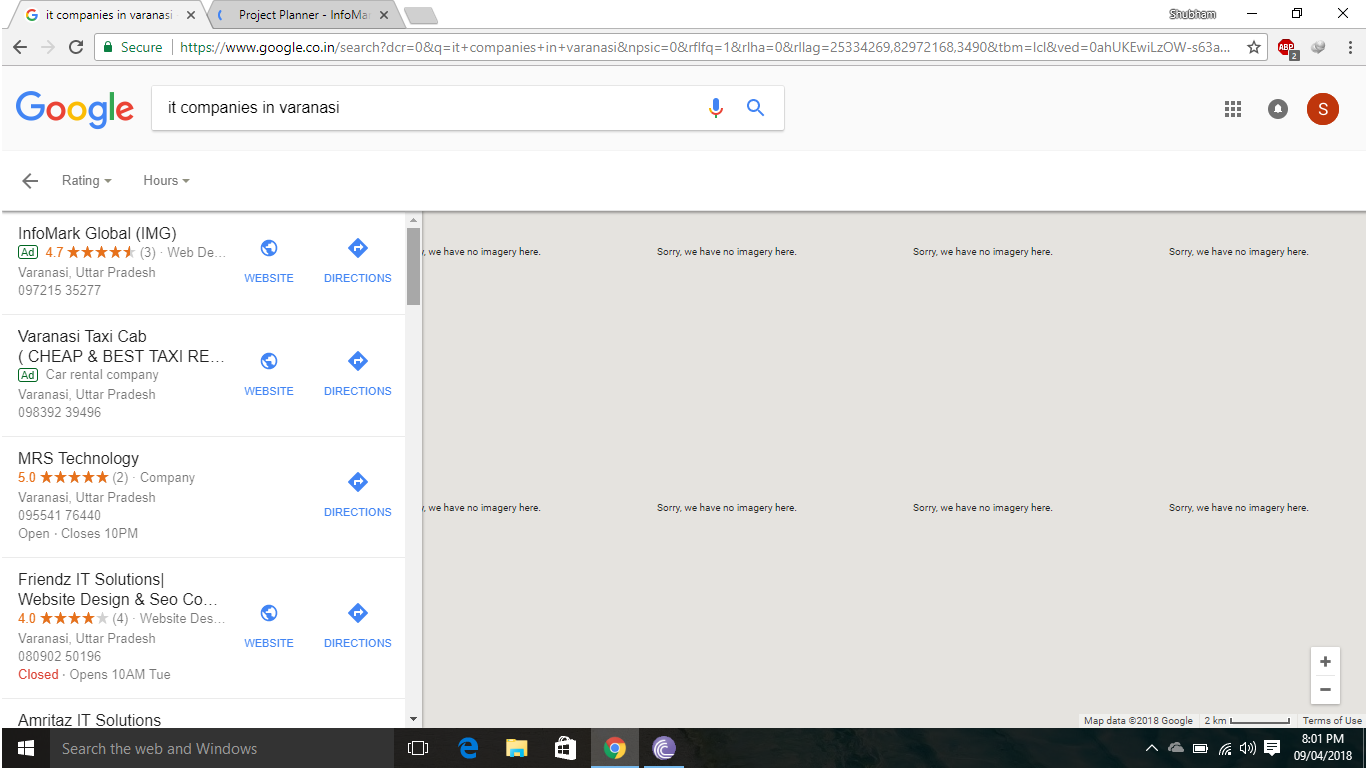 it companies in varanasi
Project Planner - InfoMar
Shubham
Secure
https://www.google.co.in/search?dcr=0&q=it+companies+in+varanasi&npsic=0&rflfq=1&rlha=0&rllag=25334269,82972168,3490&tbm=lcl&ved=0ahUKEwiLzOW-s63a...
ABP
2
Google
it companies in varanasi
S
Rating
Hours
InfoMark Global (IMG)
Ad 4.7 (3) · Web De...
Varanasi, Uttar Pradesh
097215 35277
WEBSITE
DIRECTIONS
Varanasi Taxi Cab
( CHEAP & BEST TAXI RE...
Ad Car rental company
Varanasi, Uttar Pradesh
098392 39496
WEBSITE
DIRECTIONS
MRS Technology
5.0 (2) · Company
Varanasi, Uttar Pradesh
095541 76440
Open · Closes 10PM
DIRECTIONS
Friendz IT Solutions|
Website Design & Seo Co...
4.0 (4) · Website Des...
Varanasi, Uttar Pradesh
080902 50196
Closed · Opens 10AM Tue
WEBSITE
DIRECTIONS
Amritaz IT Solutions
y, we have no imagery here.
Sorry, we have no imagery here.
Sorry, we have no imagery here.
Sorry, we have no imagery here.
y, we have no imagery here.
Sorry, we have no imagery here.
Sorry, we have no imagery here.
Sorry, we have no imagery here.
Map data ©2018 Google
2 km
Terms of Use
Search the web and Windows
8:01 PM
09/04/2018